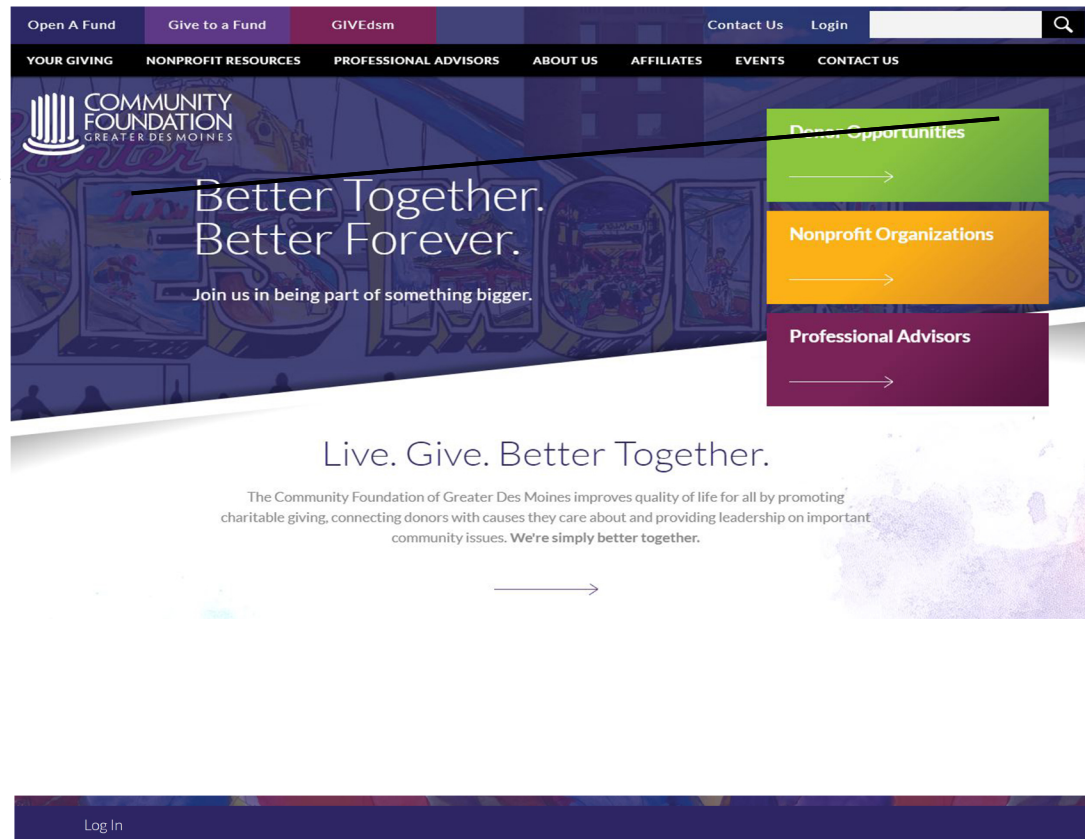 Open A Fund Give to a Fund GIVEdsm Contact Us Login
YOUR GIVING NONPROFIT RESOURCES PROFESSIONAL ADVISORS ABOUT US AFFILIATES EVENTS CONTACT US
COMMUNITY
FOUNDATION
GREATER DES MOINES
Donor Opportunities
Better Together.
Better Forever.
Join us in being part of something bigger.
Nonprofit Organizations
Professional Advisors
Live. Give. Better Together.
The Community Foundation of Greater Des Moines improves quality of life for all by promoting
charitable giving, connecting donors with causes they care about and providing leadership on important
community issues. We're simply better together.
Log In